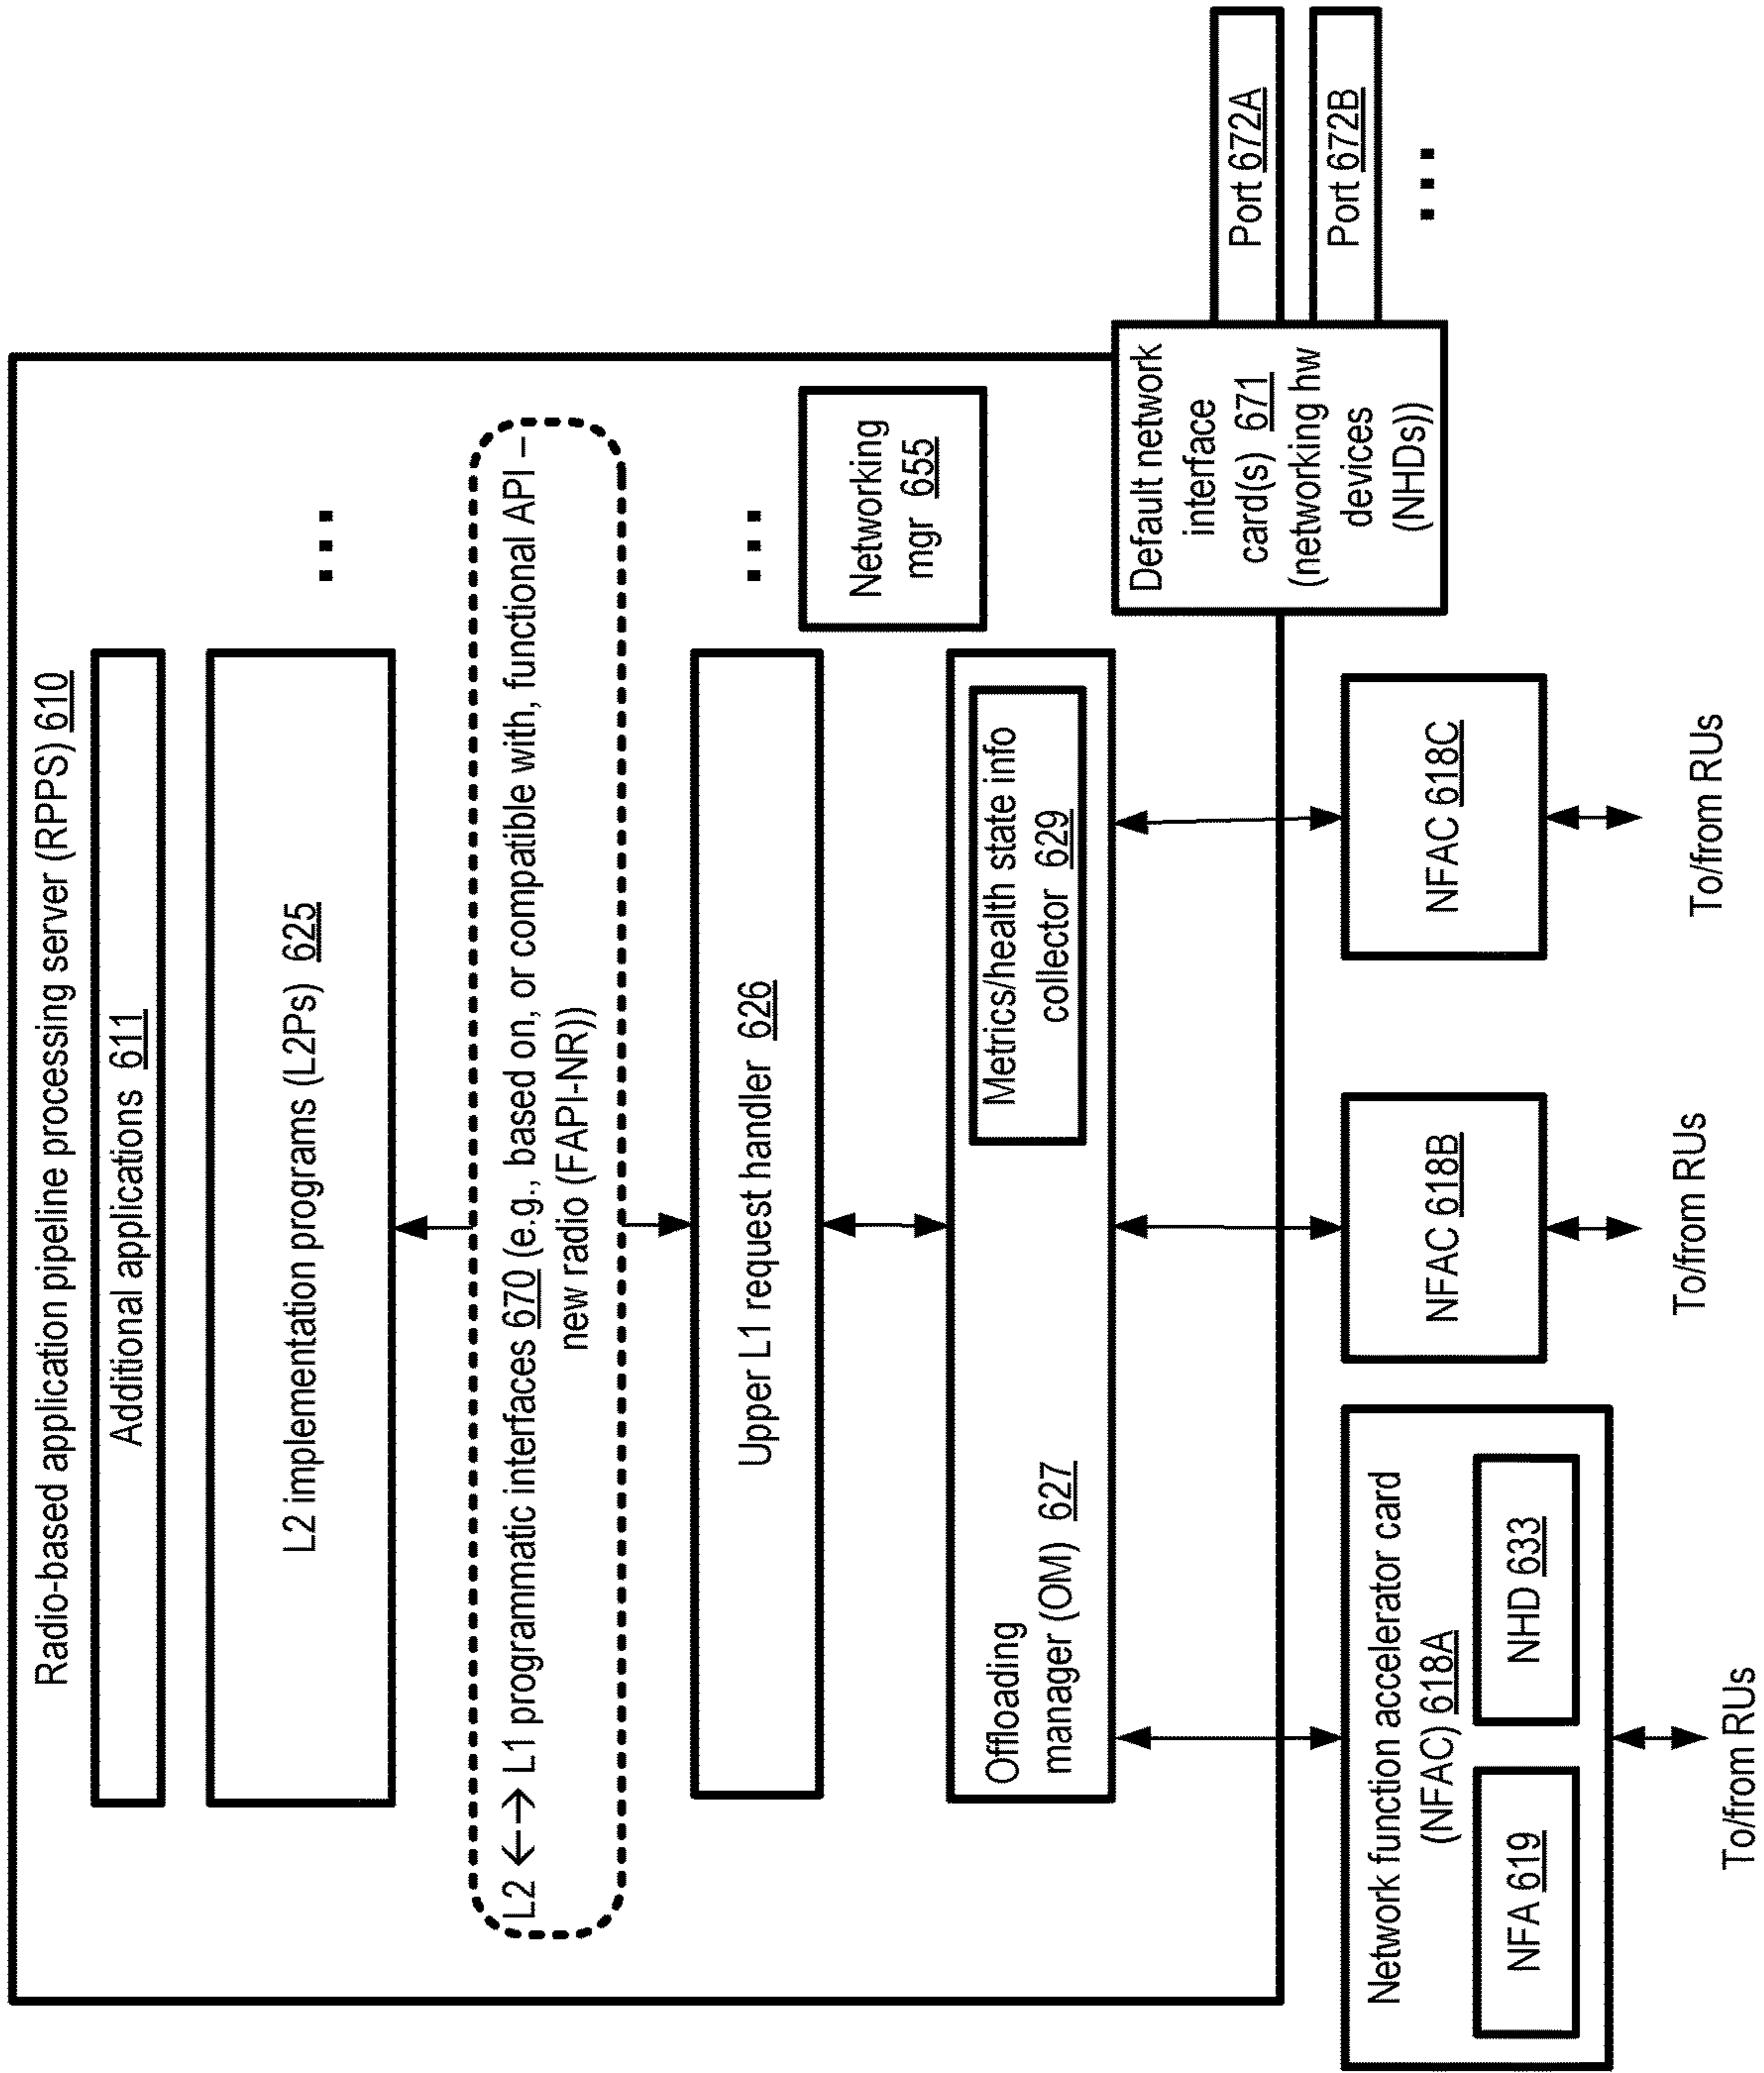 Radio-based application pipeline processing server (RPPS) 610
Additional applications 611
L2 implementation programs (L2Ps) 625
L2 ←→ L1 programmatic interfaces 670 (e.g., based on, or compatible with, functional API –
new radio (FAPI-NR))
Upper L1 request handler 626
Networking
mgr 655
Offloading
manager (OM) 627
Metrics/health state info
collector 629
Default network
interface
card(s) 671
(networking hw
devices
(NHDs))
Port 672A
Port 672B
Network function accelerator card
(NFAC) 618A
NFA 619
NHD 633
NFAC 618B
NFAC 618C
To/from RUs
To/from RUs
To/from RUs